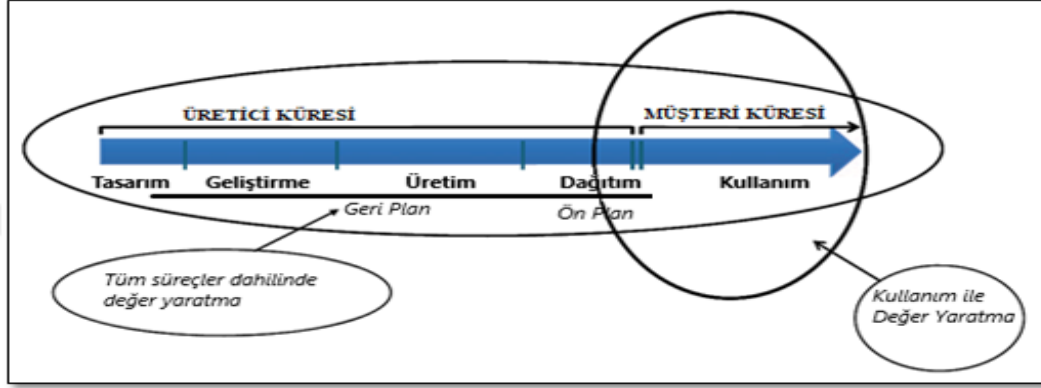 ÜRETİCİ KÜRESİ
MÜŞTERİ KÜRESİ
Tasarım
Geliştirme
Üretim
Dağıtım
Kullanım
Geri Plan
Ön Plan
Tüm süreçler dahilinde
değer yaratma
Kullanım ile
Değer Yaratma